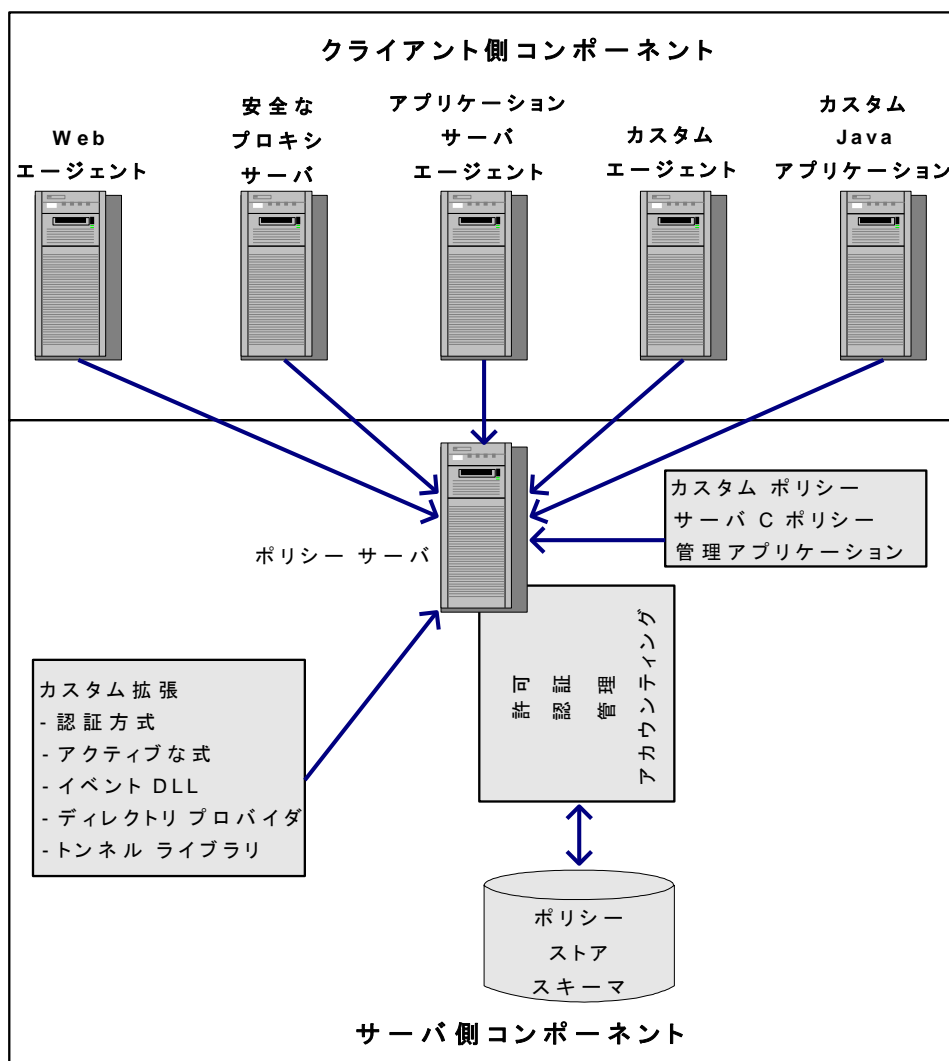 クライアント側コンポーネント
Web
エージェント
安全な
プロキシ
サーバ
アプリケーション
サーバ
エージェント
カスタム
エージェント
カスタム
Java
アプリケーション
ポリシー サーバ
カスタム ポリシー
サーバ C ポリシー
管理アプリケーション
許可
認証
管理
アカウンティング
カスタム拡張
- 認証方式
- アクティブな式
- イベント DLL
- ディレクトリ プロバイダ
- トンネル ライブラリ
ポリシー
ストア
スキーマ
サーバ側コンポーネント